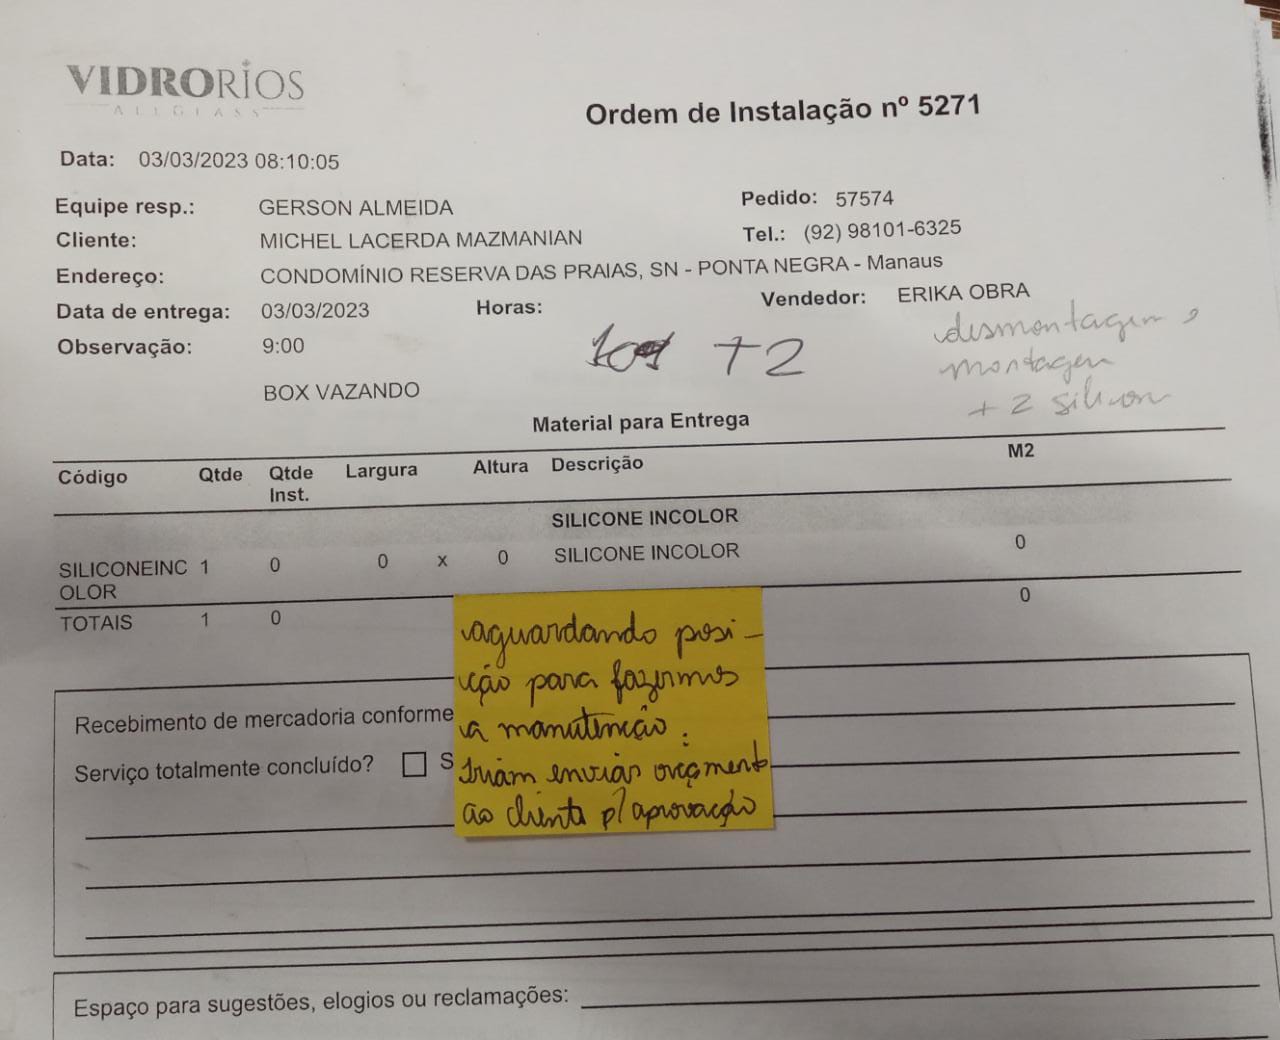 VIDRORÍOS
ALLGLASS
Ordem de Instalação nº 5271
Data: 03/03/2023 08:10:05
Equipe resp.: GERSON ALMEIDA Pedido: 57574
Cliente: MICHEL LACERDA MAZMANIAN Tel.: (92) 98101-6325
Endereço: CONDOMÍNIO RESERVA DAS PRAIAS, SN - PONTA NEGRA - Manaus
Data de entrega: 03/03/2023 Horas: Vendedor: ERIKA OBRA
Observação: 9:00
BOX VAZANDO
T2
desmontagem e
montagem
+ 2 silicon
Material para Entrega
Código Qtde Qtde Inst. Largura Altura Descrição M2
SILICONE INCOLOR
SILICONEINC 1 0 0 x 0 SILICONE INCOLOR 0
OLOR
TOTAIS 1 0 0
aguardando posi-
ção para fazermos
a manutenção.
Iriam enviar orçamento
ao cliente p/ aprovação
Recebimento de mercadoria conforme
Serviço totalmente concluído? S
Espaço para sugestões, elogios ou reclamações: